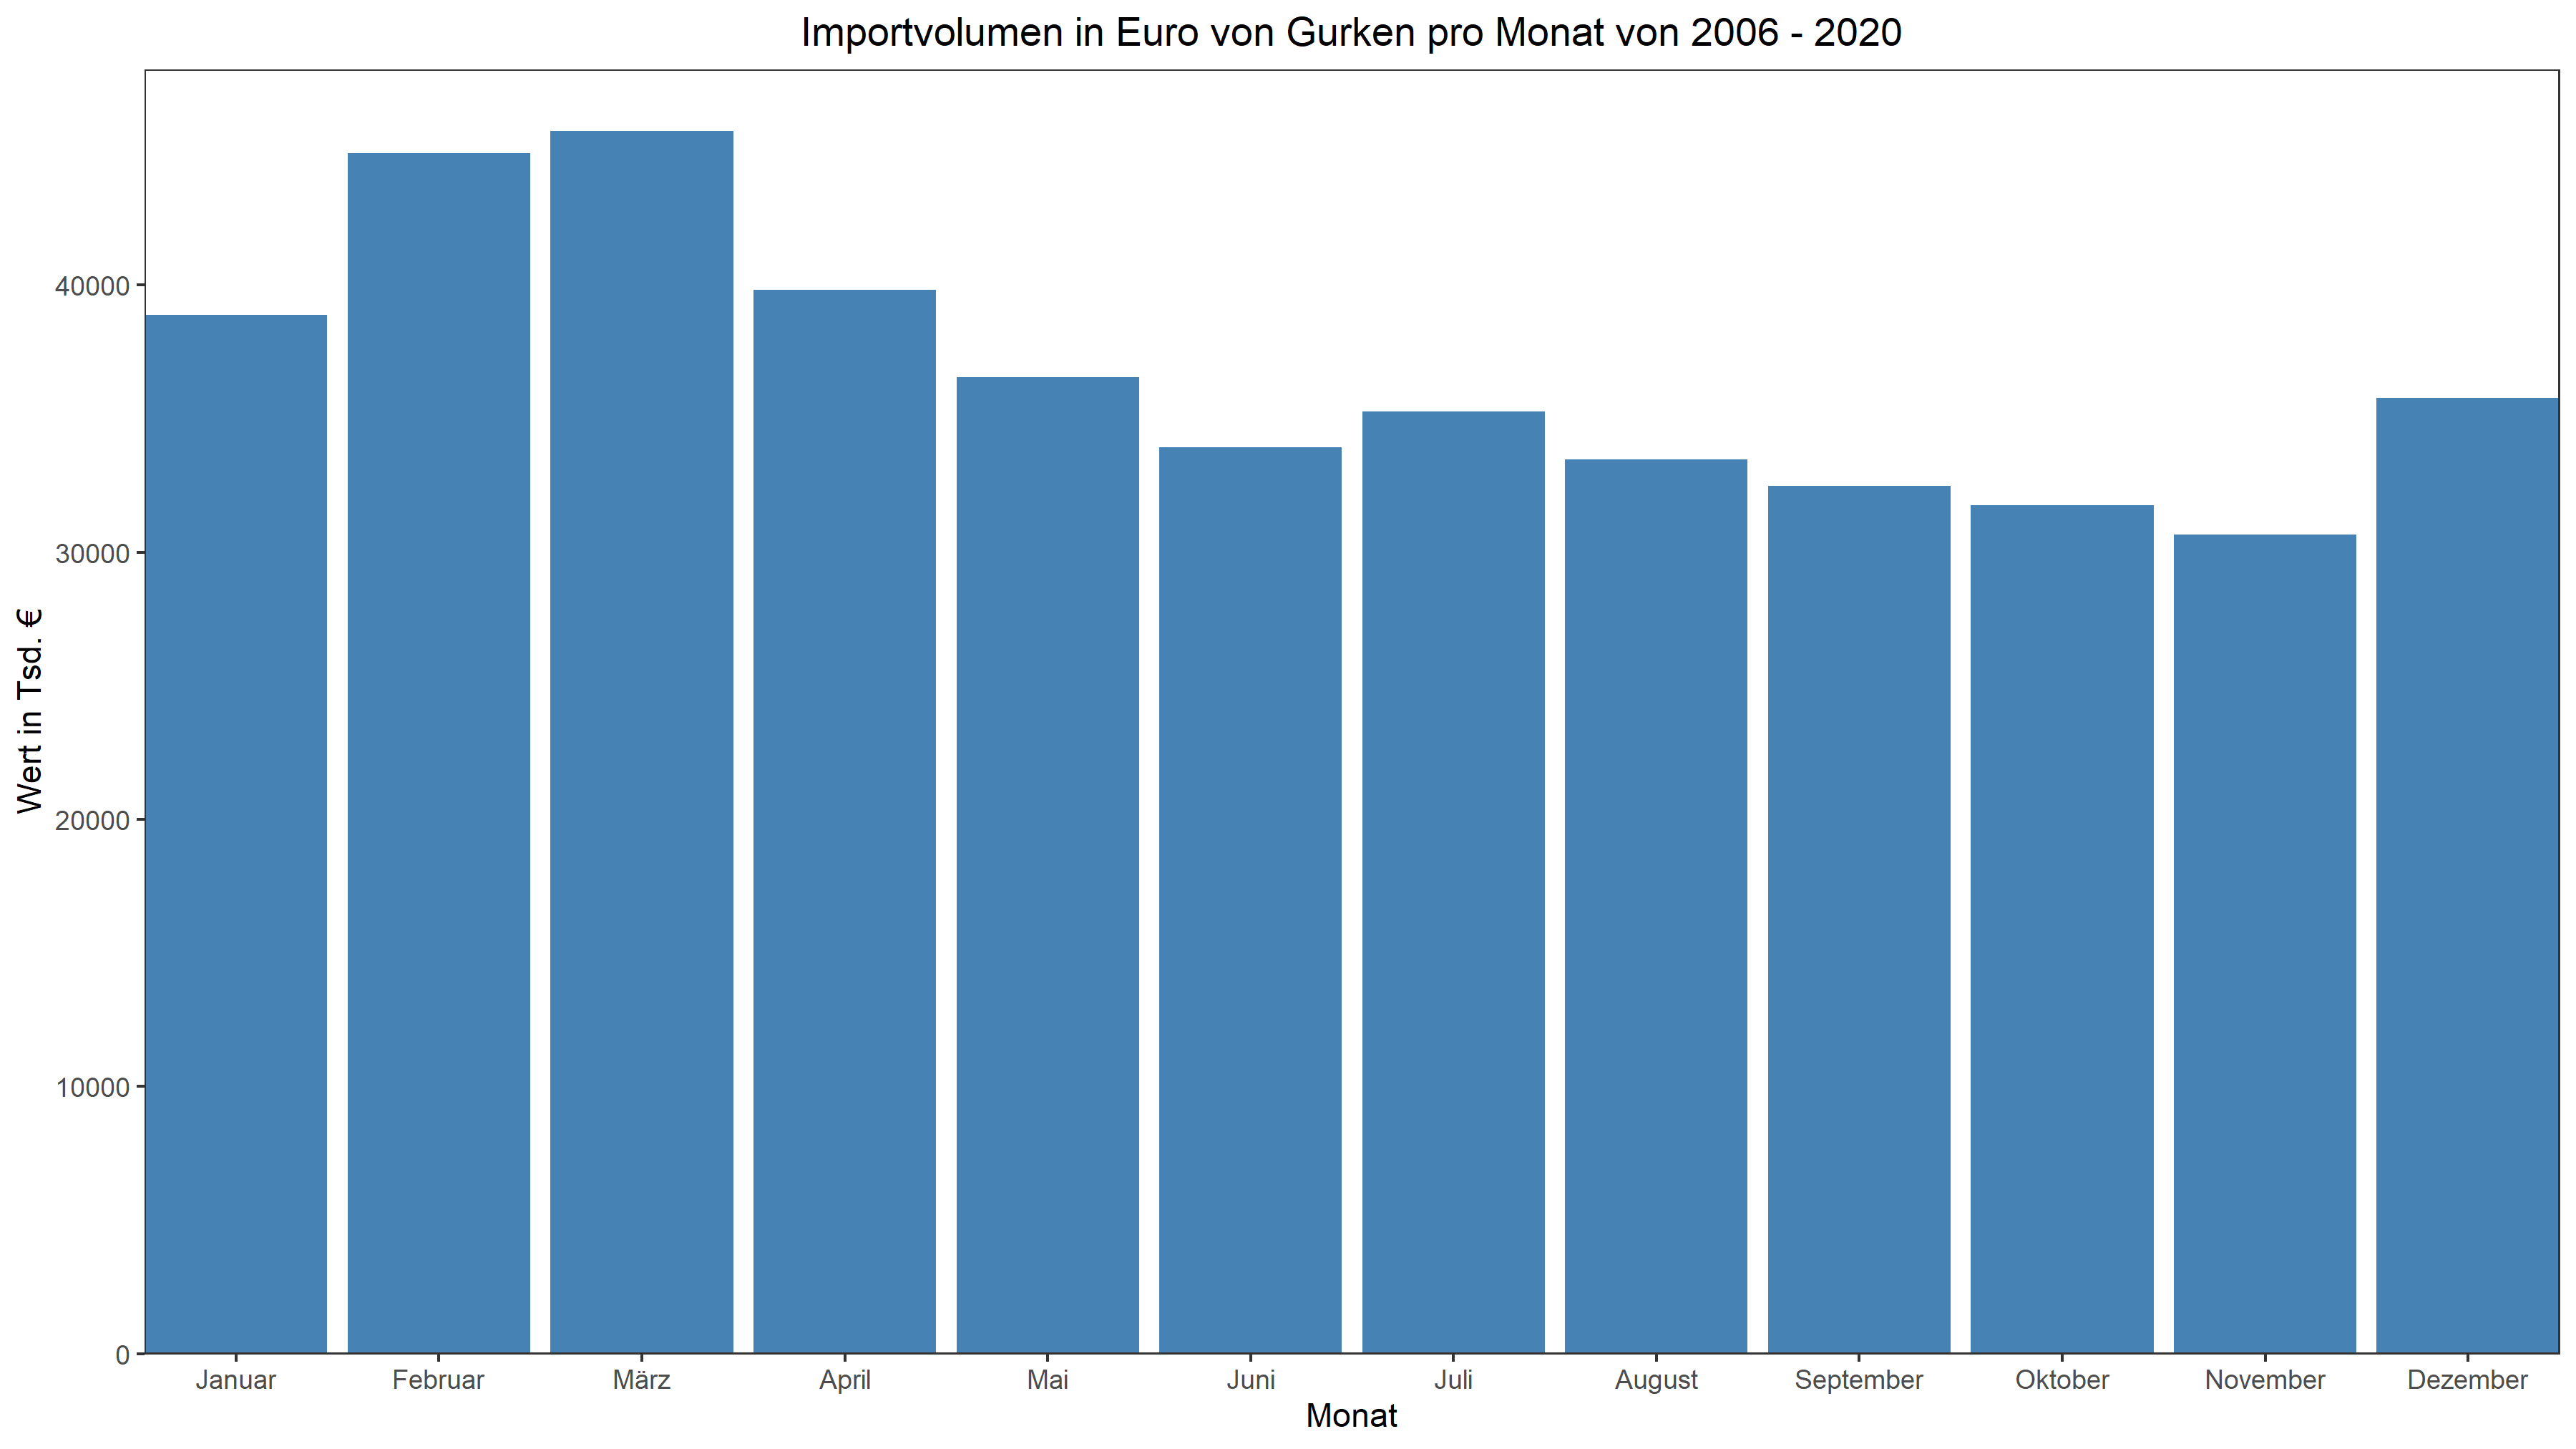 Importvolumen in Euro von Gurken pro Monat von 2006 - 2020
Wert in Tsd. €
40000
30000
20000
10000
0
Januar Februar März April Mai Juni Juli August September Oktober November Dezember
Monat